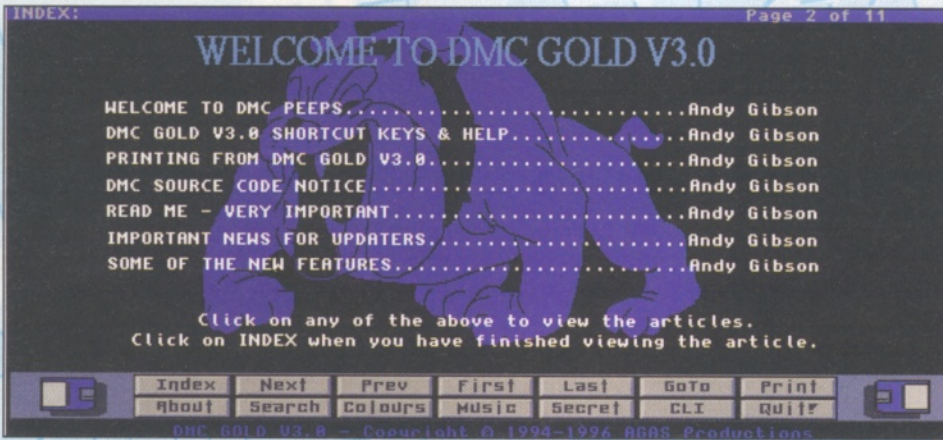 INDEX: Page 2 of 11
WELCOME TO DMC GOLD V3.0
WELCOME TO DMC PEEPS................................Andy Gibson
DMC GOLD V3.0 SHORTCUT KEYS & HELP..................Andy Gibson
PRINTING FROM DMC GOLD V3.0.........................Andy Gibson
DMC SOURCE CODE NOTICE..............................Andy Gibson
READ ME - VERY IMPORTANT............................Andy Gibson
IMPORTANT NEWS FOR UPDATERS.........................Andy Gibson
SOME OF THE NEW FEATURES............................Andy Gibson
Click on any of the above to view the articles.
Click on INDEX when you have finished viewing the article.
Index Next Prev First Last GoTo Print
About Search Colours Music Secret CLI Quit!
DMC GOLD V3.0 - Copyright © 1994-1996 AGAS Productions